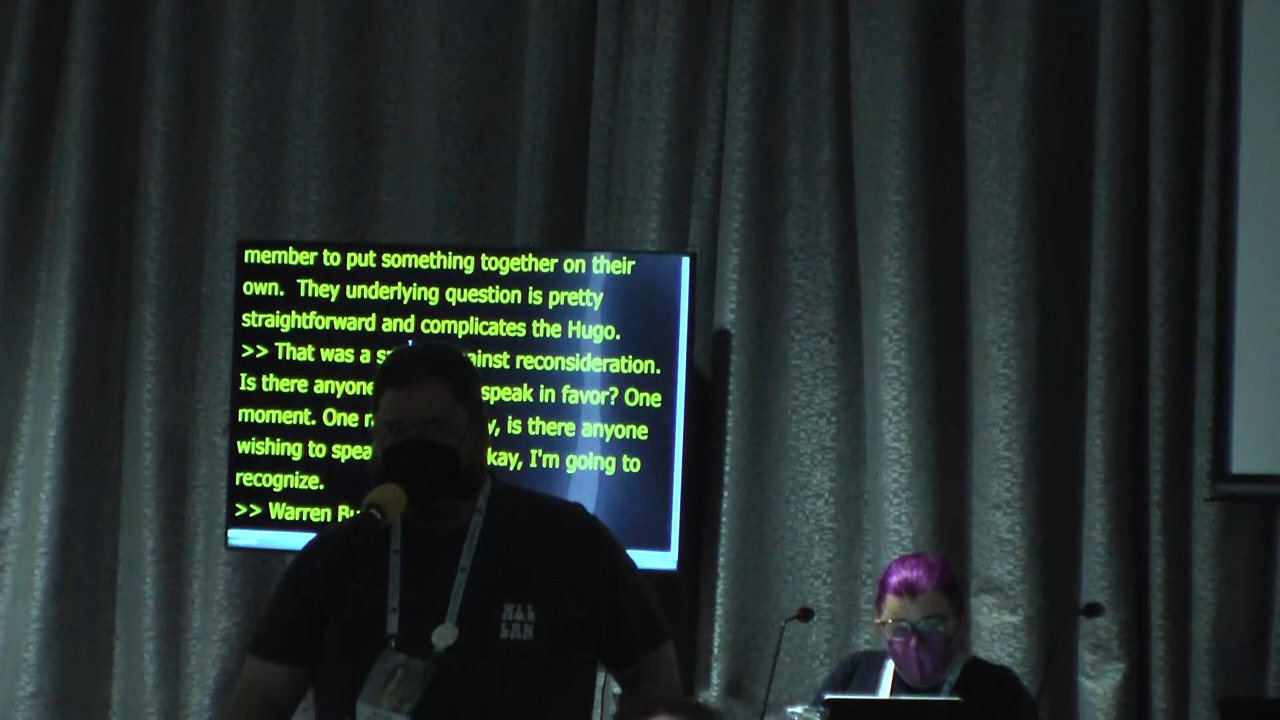 member to put something together on their
own. They underlying question is pretty
straightforward and complicates the Hugo.
>> That was a reconsideration.
Is there anyone speak in favor? One
moment. One is there anyone
wishing to I'm going to
recognize.
>> Warren